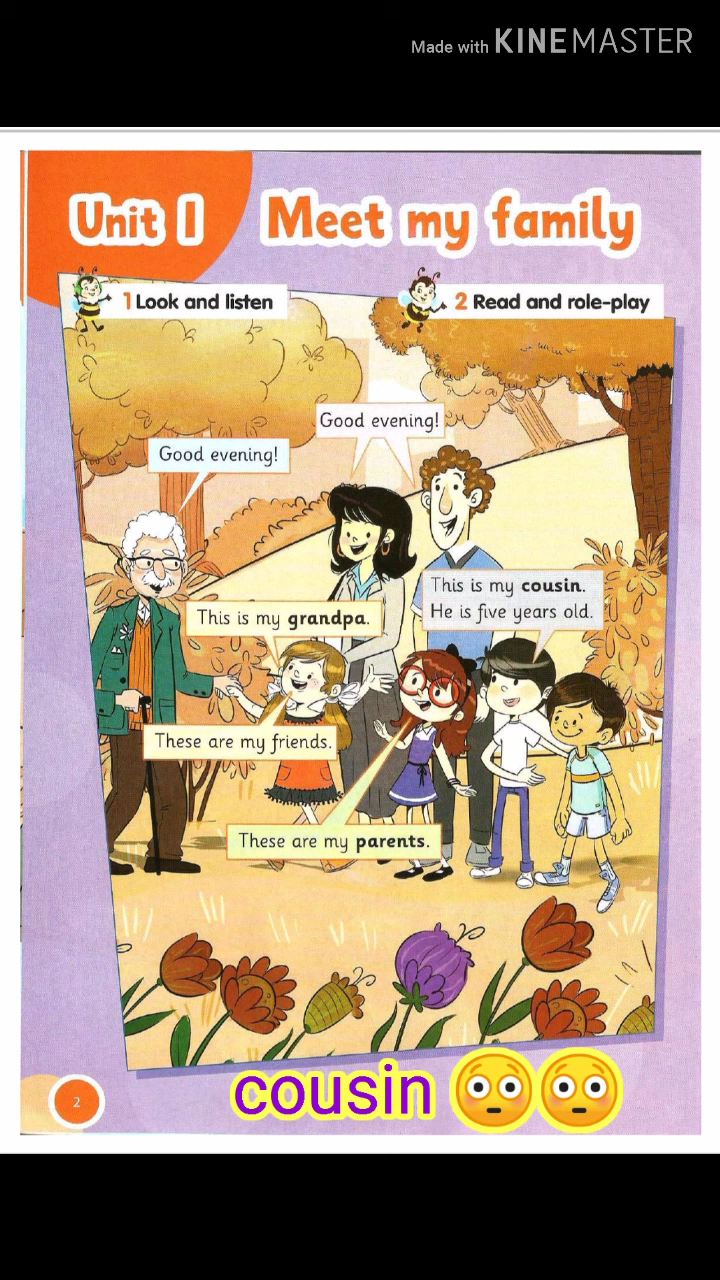 Made with KINEMASTER
Unit 1 Meet my family
1 Look and listen
2 Read and role-play
Good evening!
Good evening!
This is my cousin.
He is five years old.
This is my grandpa.
These are my friends.
These are my parents.
cousin 😳😳
2